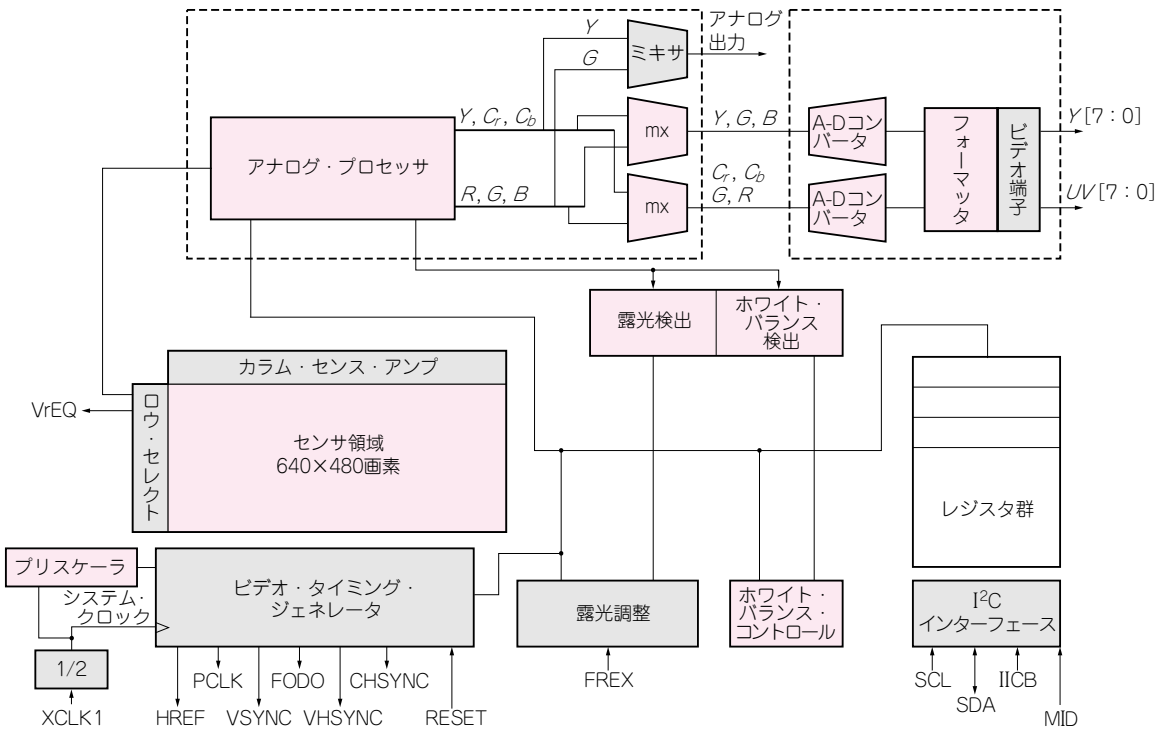 Y
G
ミキサ
アナログ
出力
Y, Cr, Cb
アナログ・プロセッサ
R, G, B
mx
mx
Y, G, B
Cr, Cb
G, R
A-Dコン
バータ
A-Dコン
バータ
フォーマッタ
ビデオ端子
Y[7：0]
UV[7：0]
露光検出
ホワイト・
バランス
検出
カラム・センス・アンプ
VrEQ
ロウ・セレクト
センサ領域
640×480画素
レジスタ群
プリスケーラ
システム・
クロック
ビデオ・タイミング・
ジェネレータ
露光調整
ホワイト・
バランス・
コントロール
I²C
インターフェース
1/2
XCLK1
HREF
PCLK
VSYNC
FODO
VHSYNC
CHSYNC
RESET
FREX
SCL
SDA
IICB
MID